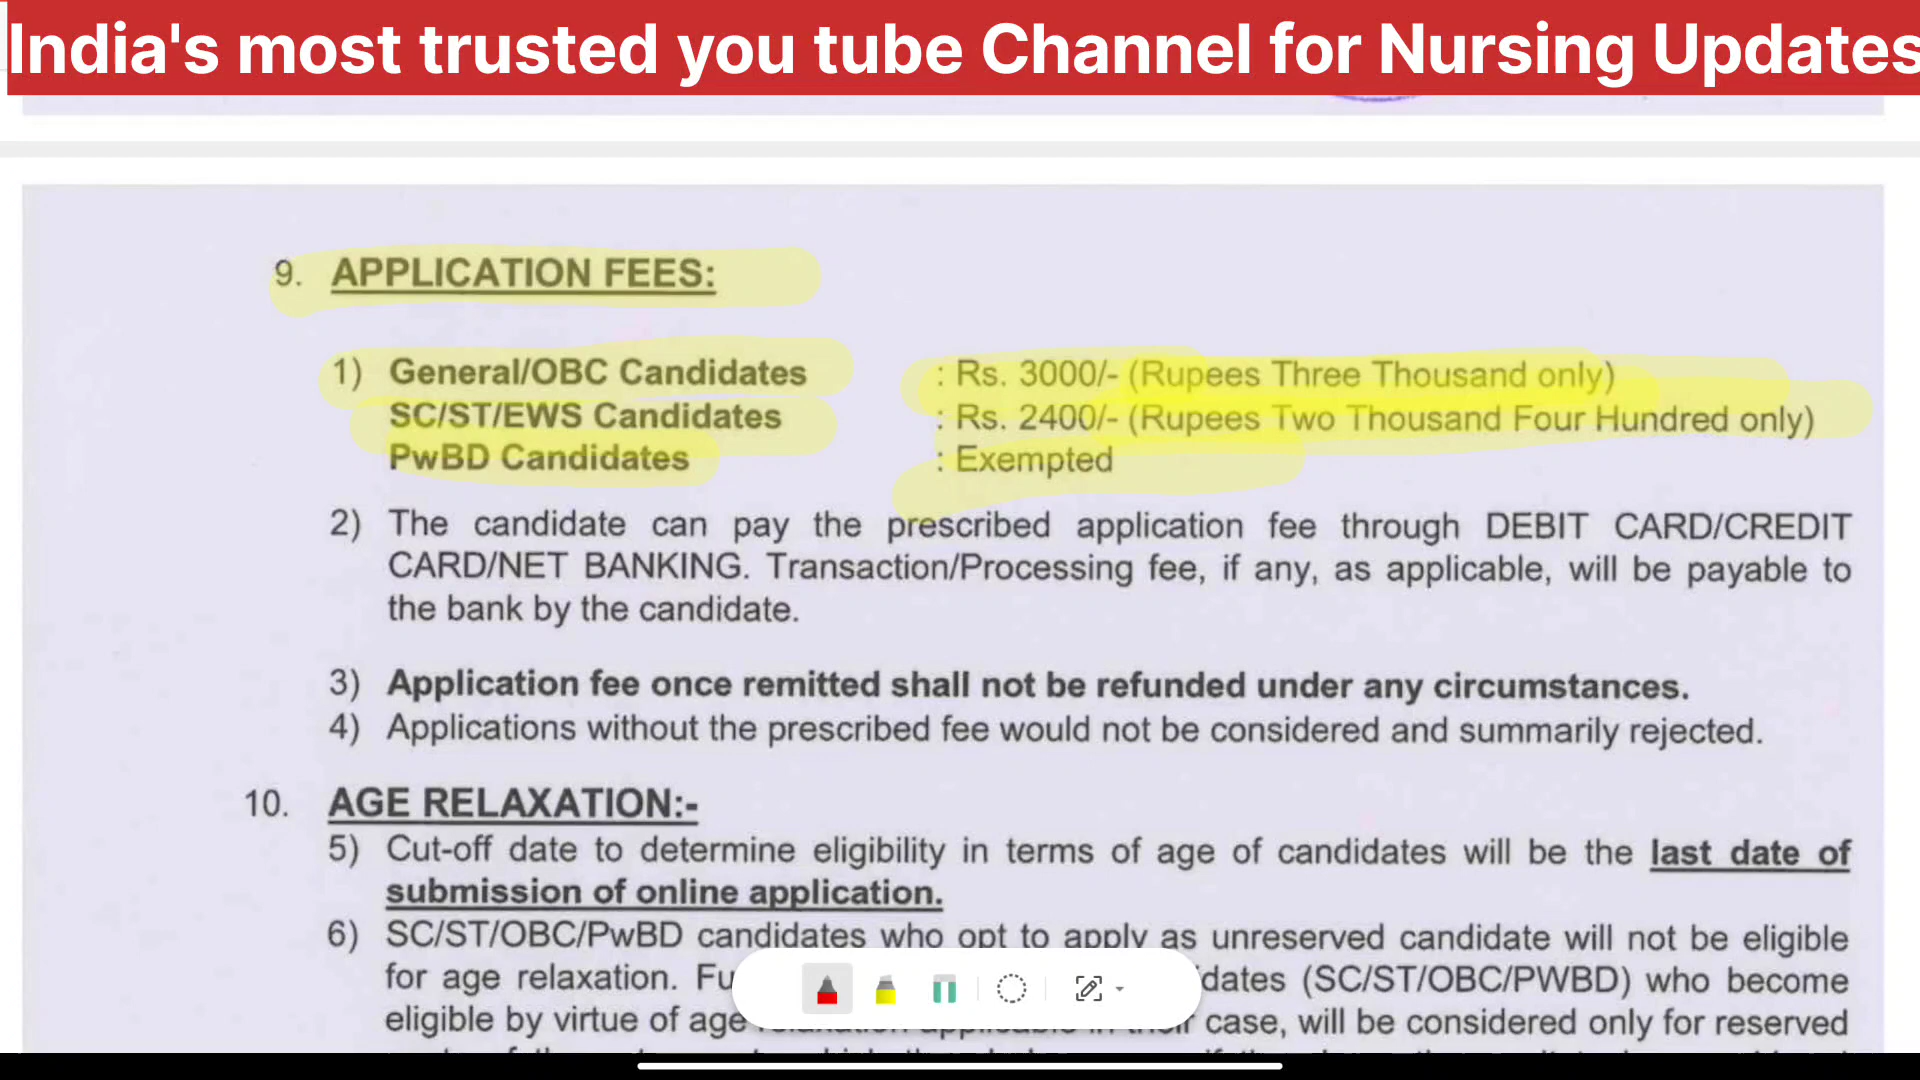 India's most trusted you tube Channel for Nursing Updates
9. APPLICATION FEES:
1) General/OBC Candidates : Rs. 3000/- (Rupees Three Thousand only)
SC/ST/EWS Candidates : Rs. 2400/- (Rupees Two Thousand Four Hundred only)
PwBD Candidates : Exempted
2) The candidate can pay the prescribed application fee through DEBIT CARD/CREDIT
CARD/NET BANKING. Transaction/Processing fee, if any, as applicable, will be payable to
the bank by the candidate.
3) Application fee once remitted shall not be refunded under any circumstances.
4) Applications without the prescribed fee would not be considered and summarily rejected.
10. AGE RELAXATION:-
5) Cut-off date to determine eligibility in terms of age of candidates will be the last date of
submission of online application.
6) SC/ST/OBC/PwBD candidates who opt to apply as unreserved candidate will not be eligible
for age relaxation. (SC/ST/OBC/PWBD) who become
eligible by virtue of age case, will be considered only for reserved